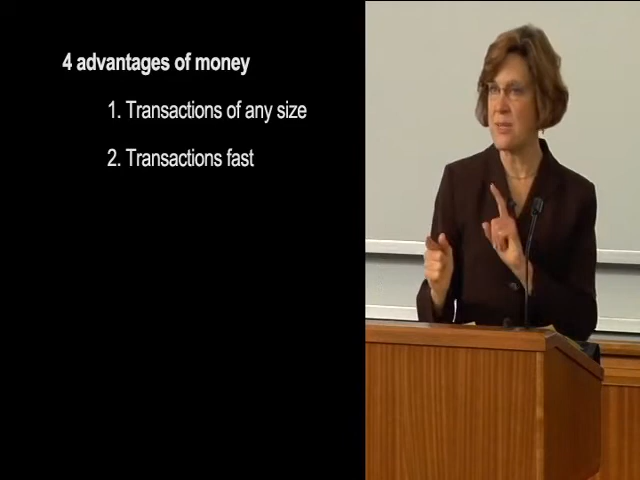 4 advantages of money
1. Transactions of any size
2. Transactions fast